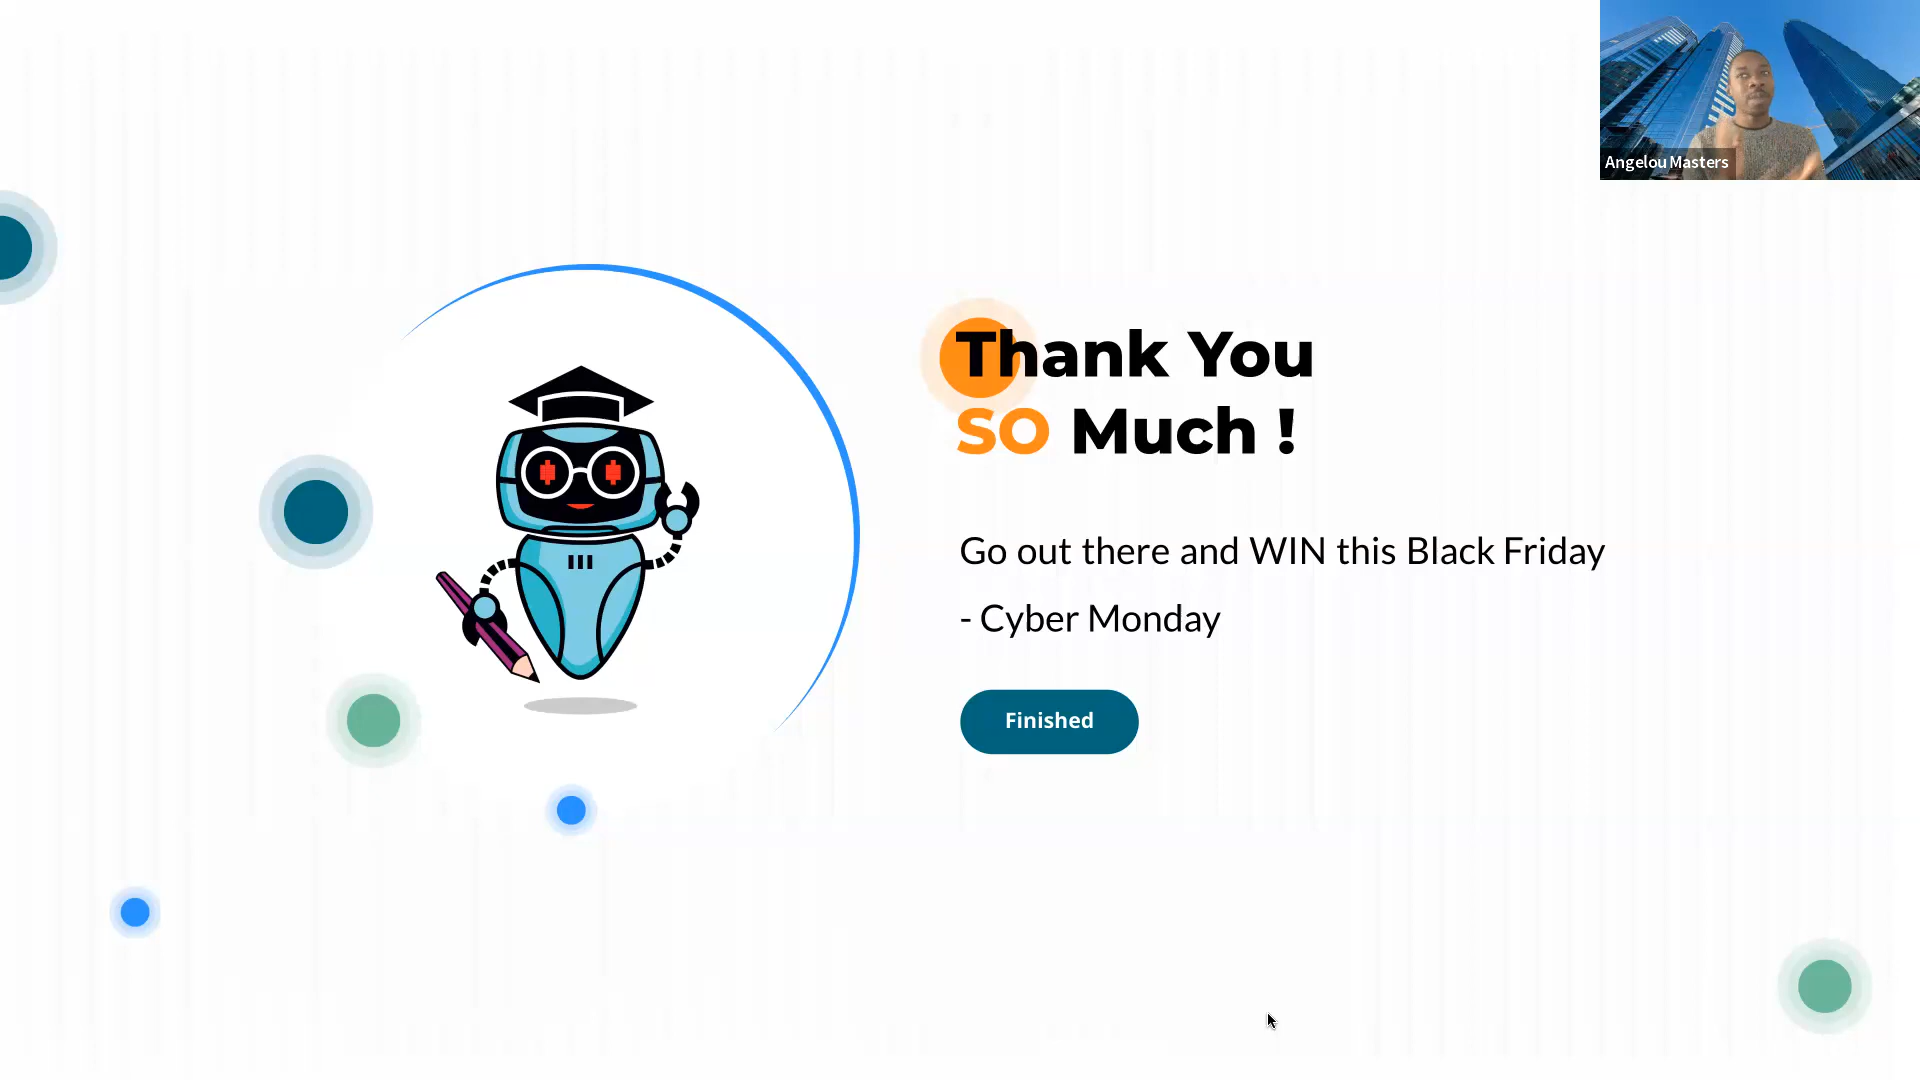 Angelou Masters
Thank You
SO Much !
Go out there and WIN this Black Friday
- Cyber Monday
Finished